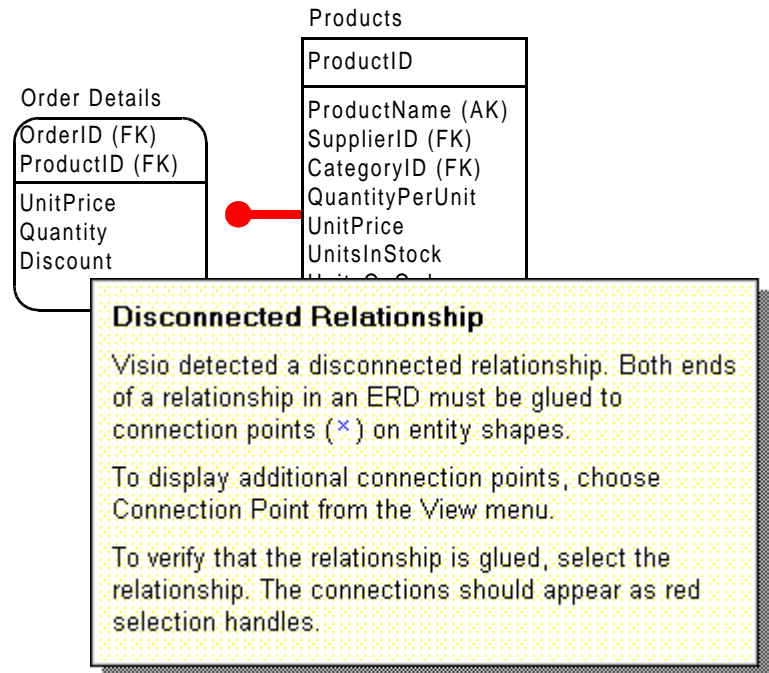 Products
ProductID
Order Details
OrderID (FK)
ProductID (FK)
UnitPrice
Quantity
Discount
ProductName (AK)
SupplierID (FK)
CategoryID (FK)
QuantityPerUnit
UnitPrice
UnitsInStock
Disconnected Relationship
Visio detected a disconnected relationship. Both ends
of a relationship in an ERD must be glued to
connection points (×) on entity shapes.
To display additional connection points, choose
Connection Point from the View menu.
To verify that the relationship is glued, select the
relationship. The connections should appear as red
selection handles.